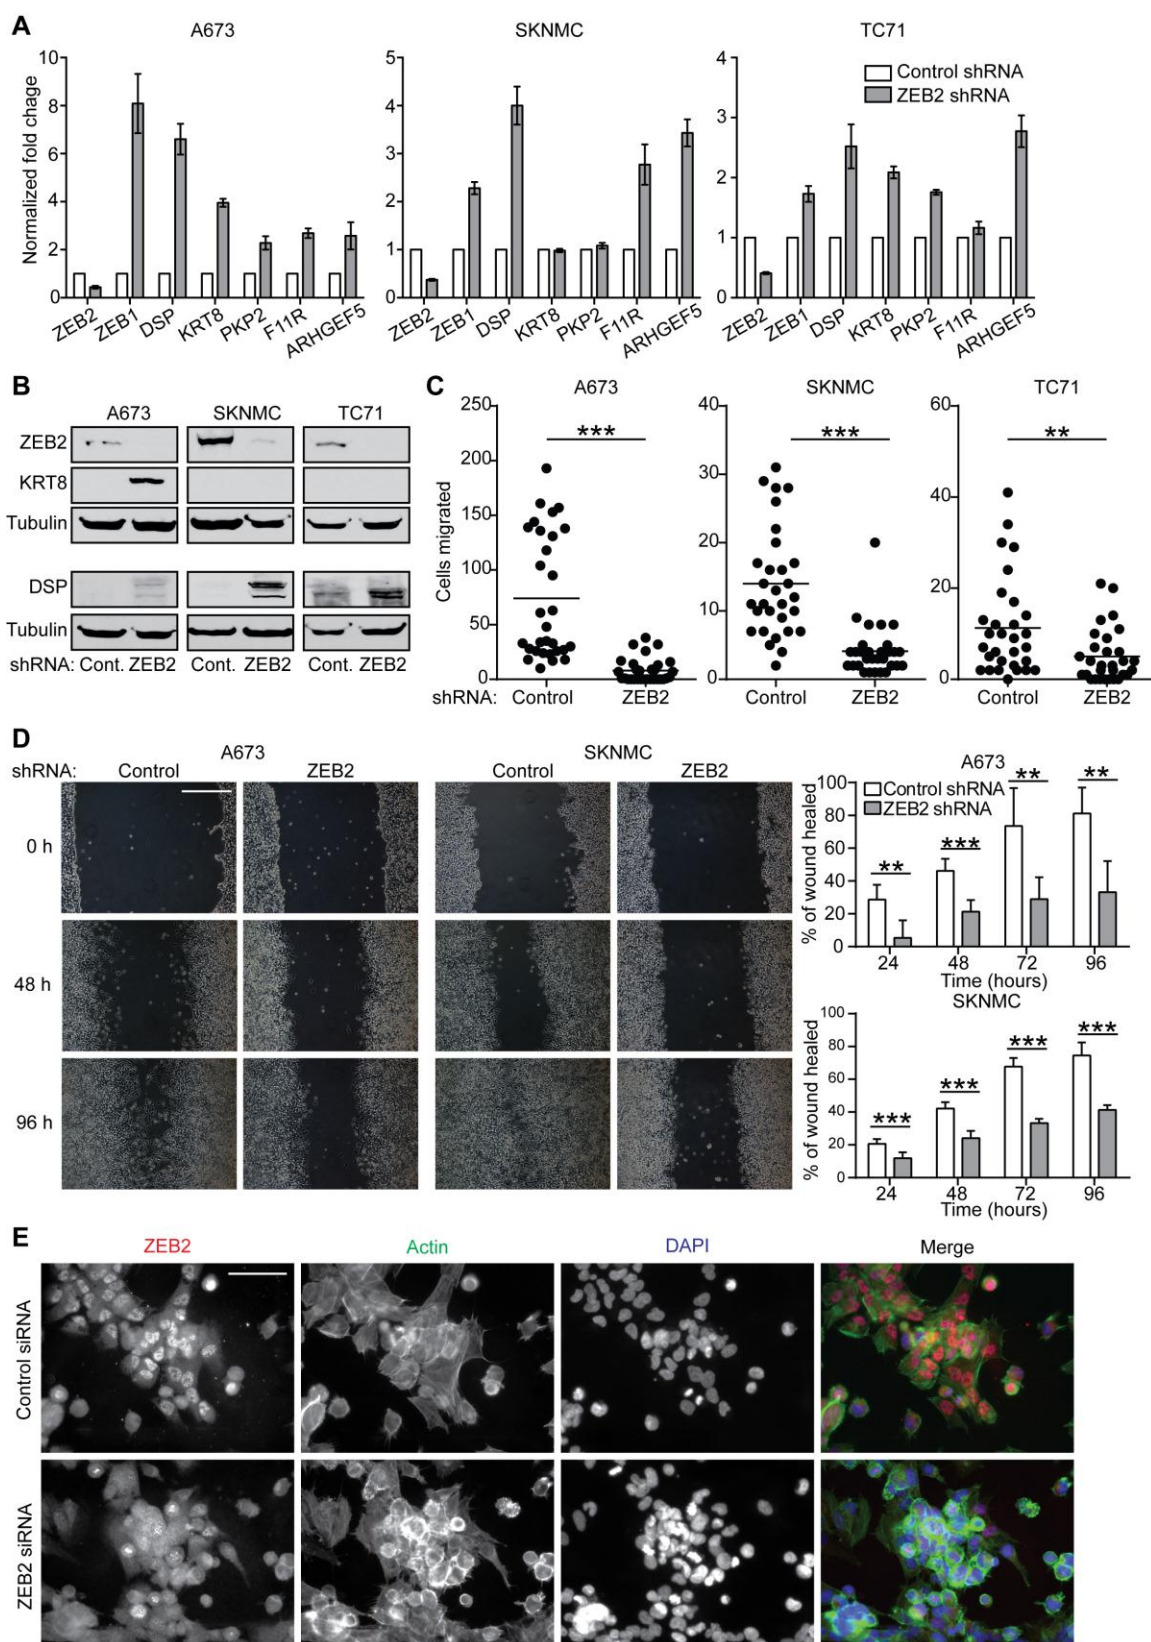 A
A673
SKNMC
TC71
Normalized fold chage
10
8
6
4
2
0
5
4
3
2
1
0
4
3
2
1
0
Control shRNA
ZEB2 shRNA
ZEB2 ZEB1 DSP KRT8 PKP2 F11R ARHGEF5
ZEB2 ZEB1 DSP KRT8 PKP2 F11R ARHGEF5
ZEB2 ZEB1 DSP KRT8 PKP2 F11R ARHGEF5
B
A673 SKNMC TC71
ZEB2
KRT8
Tubulin
DSP
Tubulin
shRNA: Cont. ZEB2 Cont. ZEB2 Cont. ZEB2
C
A673
SKNMC
TC71
Cells migrated
250
200
150
100
50
0
***
40
30
20
10
0
***
60
40
20
0
**
shRNA: Control ZEB2 Control ZEB2 Control ZEB2
D
A673
SKNMC
shRNA: Control ZEB2 Control ZEB2
0 h
48 h
96 h
A673
% of wound healed
100
80
60
40
20
0
Control shRNA
ZEB2 shRNA
** *** ** **
24 48 72 96
Time (hours)
SKNMC
% of wound healed
100
80
60
40
20
0
*** *** *** ***
24 48 72 96
Time (hours)
E
ZEB2 Actin DAPI Merge
Control siRNA
ZEB2 siRNA